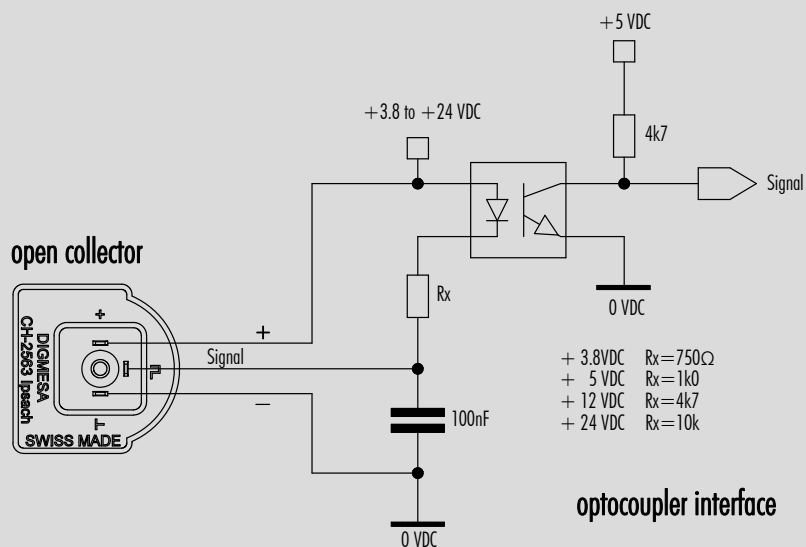 +5 VDC
+3.8 to +24 VDC
4k7
Signal
open collector
0 VDC
Rx
+
DIGMESA
CH-2563 Ipsach
SWISS MADE
+
Signal
–
+ 3.8VDC Rx=750Ω
+ 5 VDC Rx=1k0
+ 12 VDC Rx=4k7
+ 24 VDC Rx=10k
100nF
optocoupler interface
0 VDC